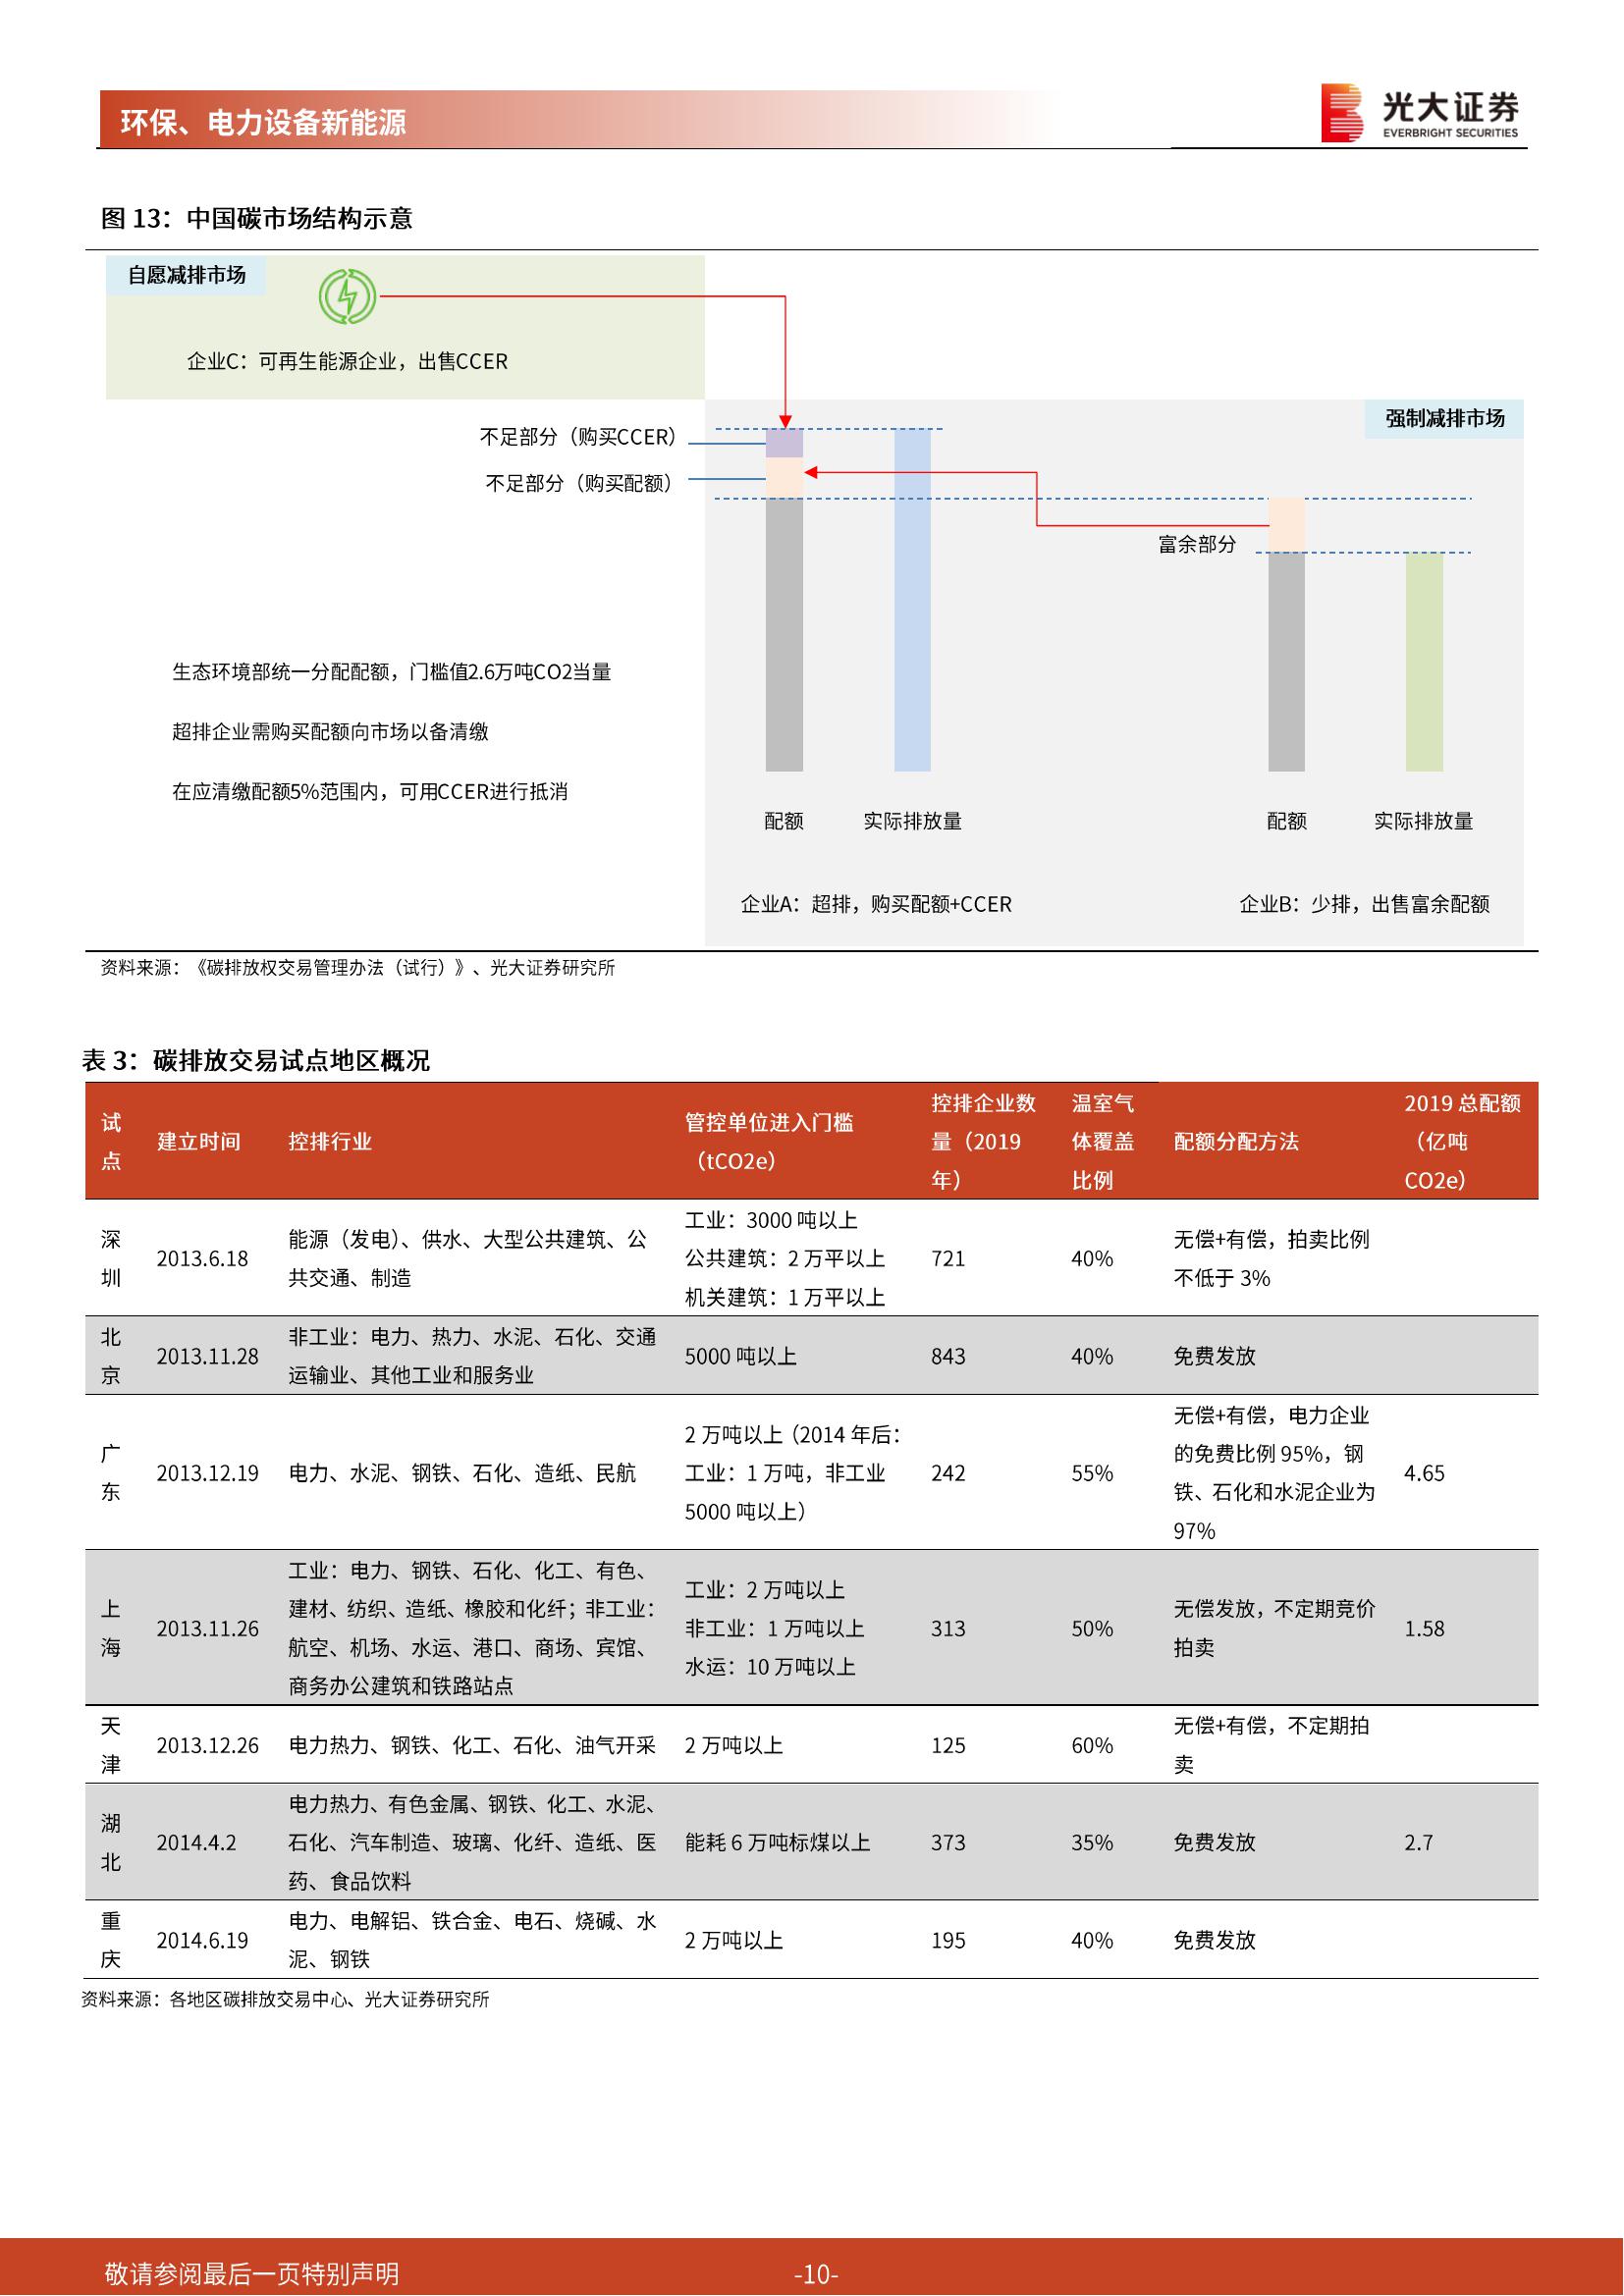 环保、电力设备新能源
光大证券
EVERBRIGHT SECURITIES
图 13：中国碳市场结构示意
自愿减排市场
企业C：可再生能源企业，出售CCER
强制减排市场
不足部分（购买CCER）
不足部分（购买配额）
富余部分
生态环境部统一分配配额，门槛值2.6万吨CO2当量
超排企业需购买配额向市场以备清缴
在应清缴配额5%范围内，可用CCER进行抵消
配额
实际排放量
配额
实际排放量
企业A：超排，购买配额+CCER
企业B：少排，出售富余配额
资料来源：《碳排放权交易管理办法（试行）》、光大证券研究所
表 3：碳排放交易试点地区概况
试
点
建立时间
控排行业
管控单位进入门槛
（tCO2e）
控排企业数
量（2019
年）
温室气
体覆盖
比例
配额分配方法
2019 总配额
（亿吨
CO2e）
深
圳
2013.6.18
能源（发电）、供水、大型公共建筑、公
共交通、制造
工业：3000 吨以上
公共建筑：2 万平以上
机关建筑：1 万平以上
721
40%
无偿+有偿，拍卖比例
不低于 3%
北
京
2013.11.28
非工业：电力、热力、水泥、石化、交通
运输业、其他工业和服务业
5000 吨以上
843
40%
免费发放
广
东
2013.12.19
电力、水泥、钢铁、石化、造纸、民航
2 万吨以上（2014 年后：
工业：1 万吨，非工业
5000 吨以上）
242
55%
无偿+有偿，电力企业
的免费比例 95%，钢
铁、石化和水泥企业为
97%
4.65
上
海
2013.11.26
工业：电力、钢铁、石化、化工、有色、
建材、纺织、造纸、橡胶和化纤；非工业：
航空、机场、水运、港口、商场、宾馆、
商务办公建筑和铁路站点
工业：2 万吨以上
非工业：1 万吨以上
水运：10 万吨以上
313
50%
无偿发放，不定期竞价
拍卖
1.58
天
津
2013.12.26
电力热力、钢铁、化工、石化、油气开采
2 万吨以上
125
60%
无偿+有偿，不定期拍
卖
湖
北
2014.4.2
电力热力、有色金属、钢铁、化工、水泥、
石化、汽车制造、玻璃、化纤、造纸、医
药、食品饮料
能耗 6 万吨标煤以上
373
35%
免费发放
2.7
重
庆
2014.6.19
电力、电解铝、铁合金、电石、烧碱、水
泥、钢铁
2 万吨以上
195
40%
免费发放
资料来源：各地区碳排放交易中心、光大证券研究所
敬请参阅最后一页特别声明
-10-